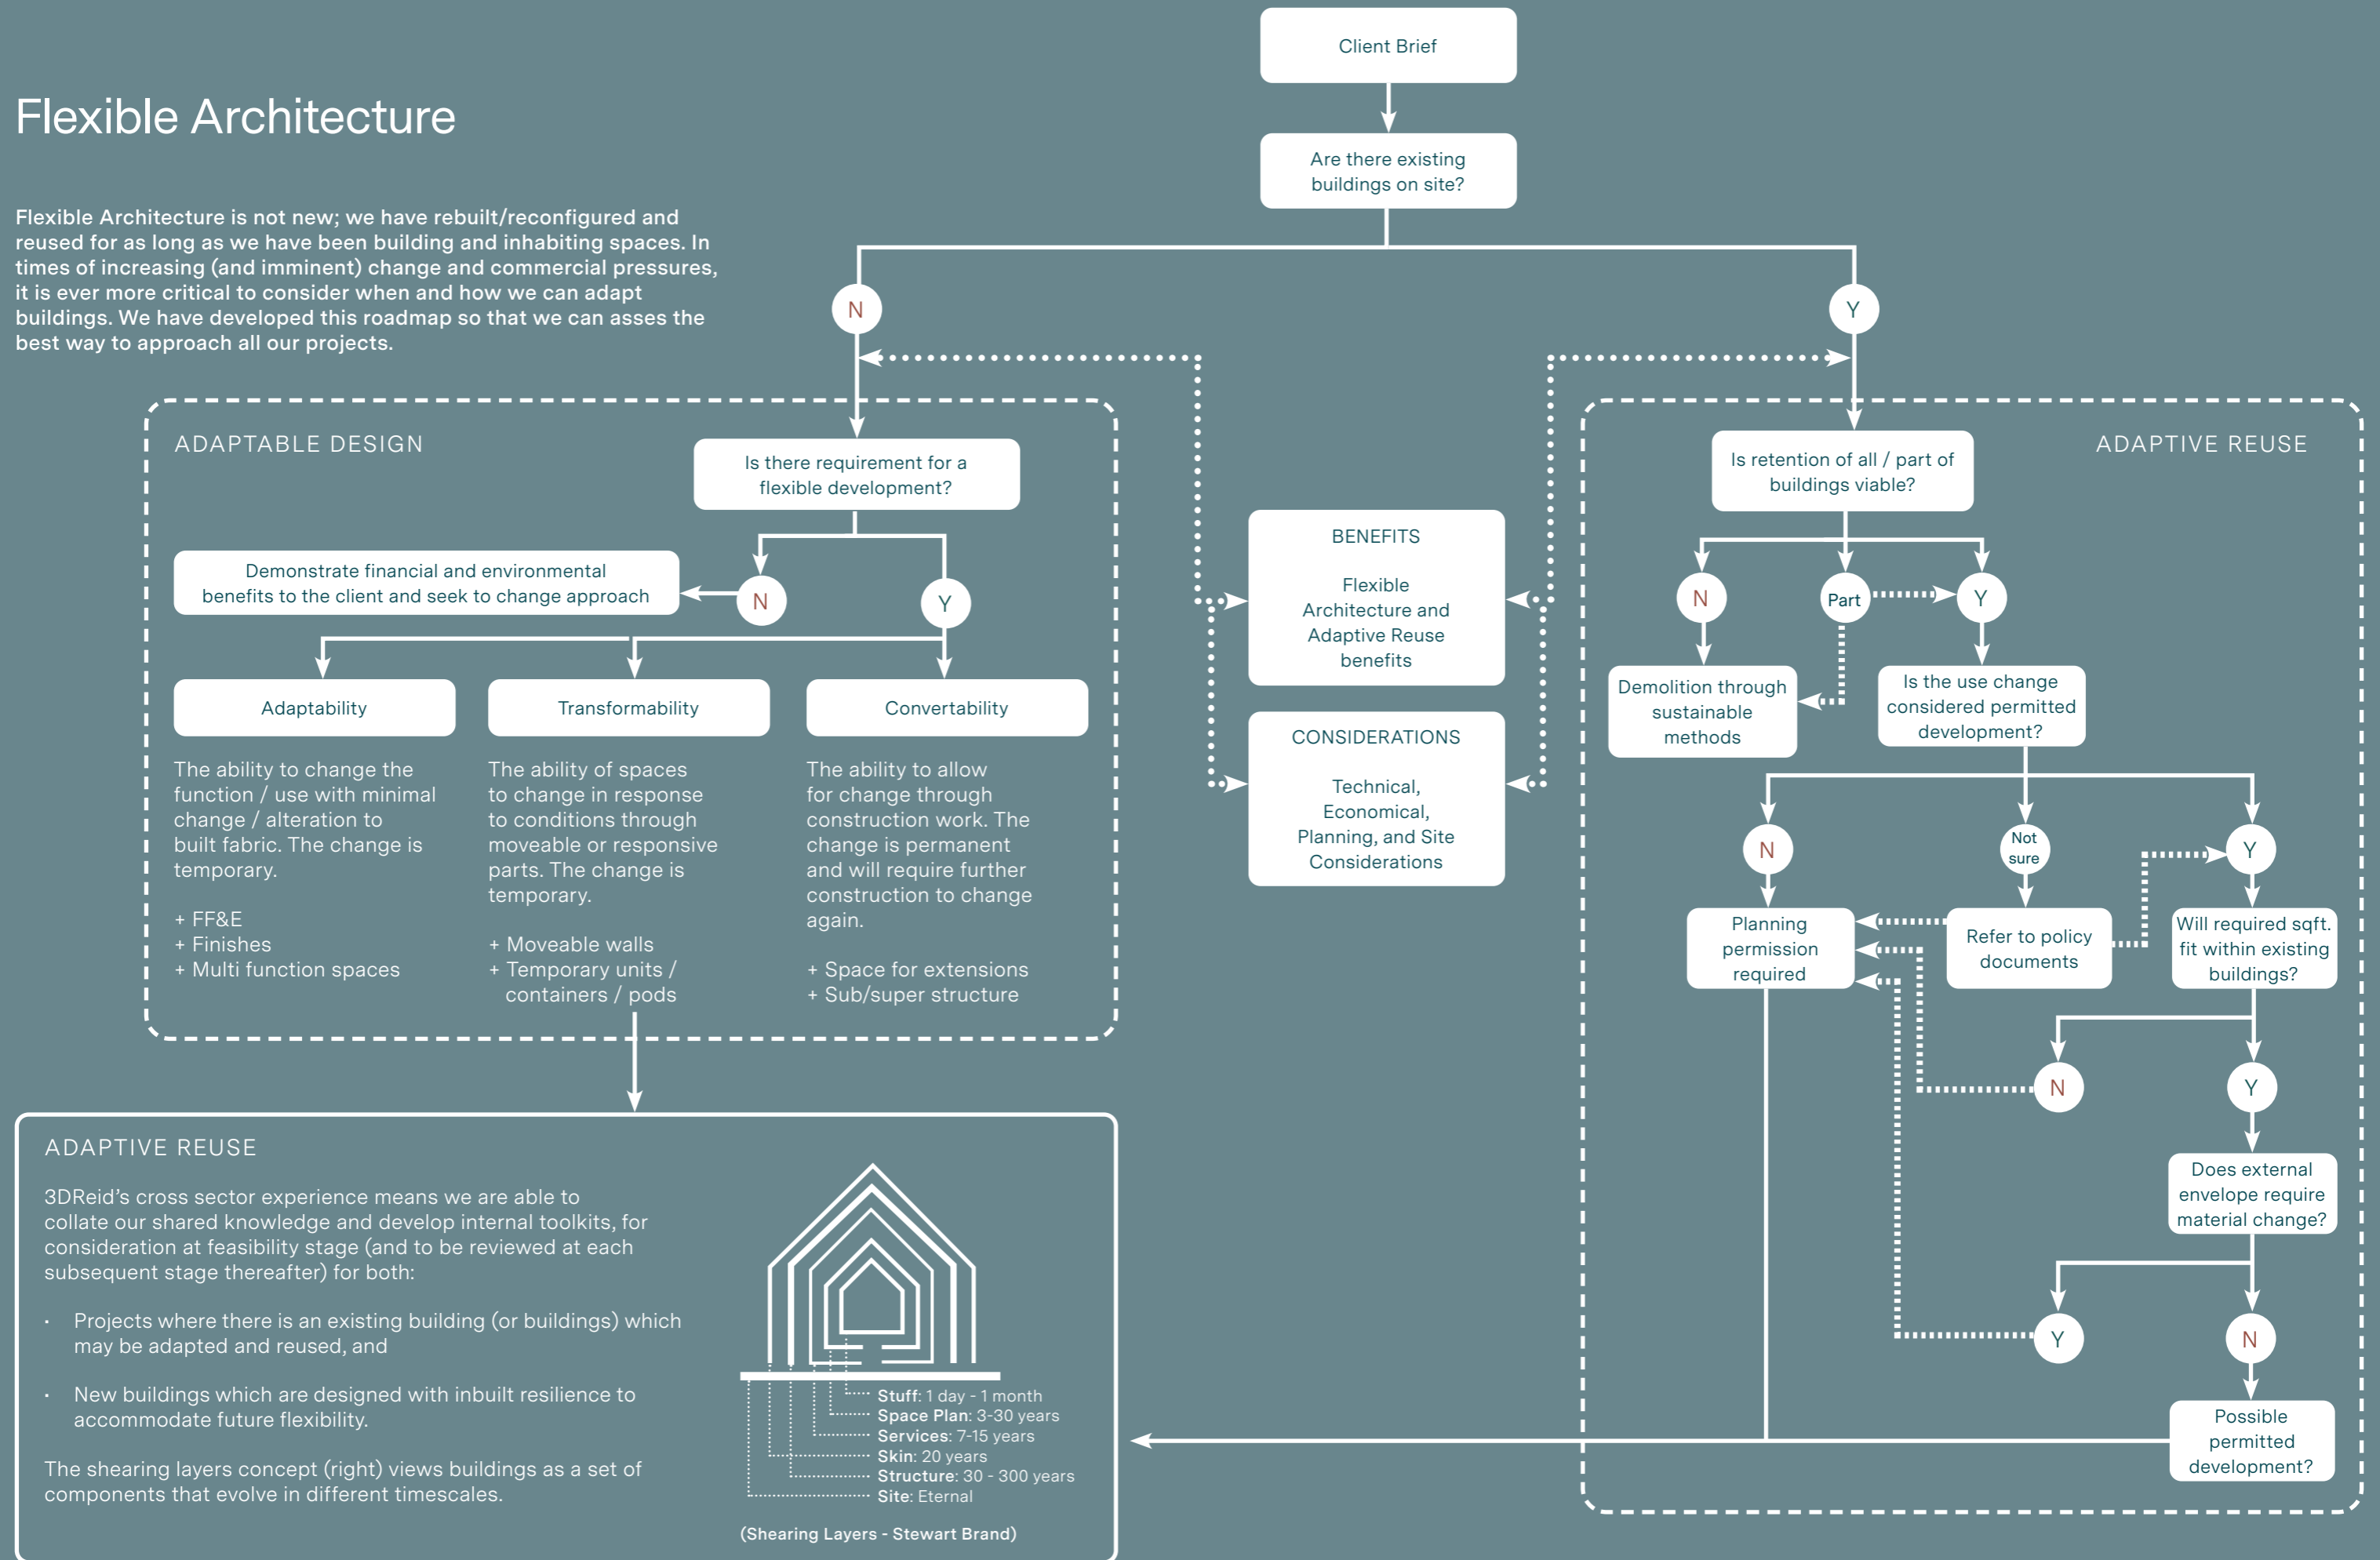 Flexible Architecture
Flexible Architecture is not new; we have rebuilt/reconfigured and
reused for as long as we have been building and inhabiting spaces. In
times of increasing (and imminent) change and commercial pressures,
it is ever more critical to consider when and how we can adapt
buildings. We have developed this roadmap so that we can asses the
best way to approach all our projects.
Client Brief
Are there existing
buildings on site?
N
Y
ADAPTABLE DESIGN
Is there requirement for a
flexible development?
Demonstrate financial and environmental
benefits to the client and seek to change approach
N
Y
Adaptability
The ability to change the
function / use with minimal
change / alteration to
built fabric. The change is
temporary.
+ FF&E
+ Finishes
+ Multi function spaces
Transformability
The ability of spaces
to change in response
to conditions through
moveable or responsive
parts. The change is
temporary.
+ Moveable walls
+ Temporary units /
containers / pods
Convertability
The ability to allow
for change through
construction work. The
change is permanent
and will require further
construction to change
again.
+ Space for extensions
+ Sub/super structure
BENEFITS
Flexible
Architecture and
Adaptive Reuse
benefits
CONSIDERATIONS
Technical,
Economical,
Planning, and Site
Considerations
ADAPTIVE REUSE
Is retention of all / part of
buildings viable?
N
Part
Y
Demolition through
sustainable
methods
Is the use change
considered permitted
development?
N
Not
sure
Y
Planning
permission
required
Refer to policy
documents
Will required sqft.
fit within existing
buildings?
N
Y
Does external
envelope require
material change?
Y
N
Possible
permitted
development?
ADAPTIVE REUSE
3DReid's cross sector experience means we are able to
collate our shared knowledge and develop internal toolkits, for
consideration at feasibility stage (and to be reviewed at each
subsequent stage thereafter) for both:
· Projects where there is an existing building (or buildings) which
may be adapted and reused, and
· New buildings which are designed with inbuilt resilience to
accommodate future flexibility.
The shearing layers concept (right) views buildings as a set of
components that evolve in different timescales.
Stuff: 1 day - 1 month
Space Plan: 3-30 years
Services: 7-15 years
Skin: 20 years
Structure: 30 - 300 years
Site: Eternal
(Shearing Layers - Stewart Brand)